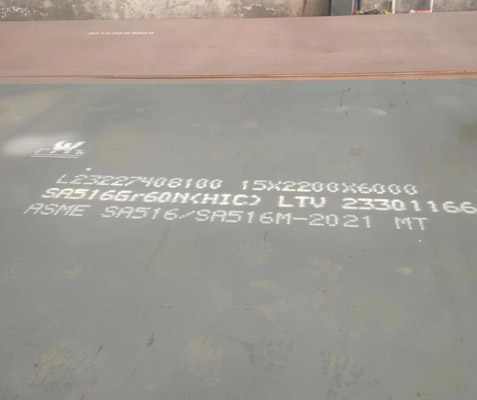 W
L23227408100 15X2200X6000
SA516Gr60N(HIC) LTV 23301166
ASME SA516/SA516M-2021 MT